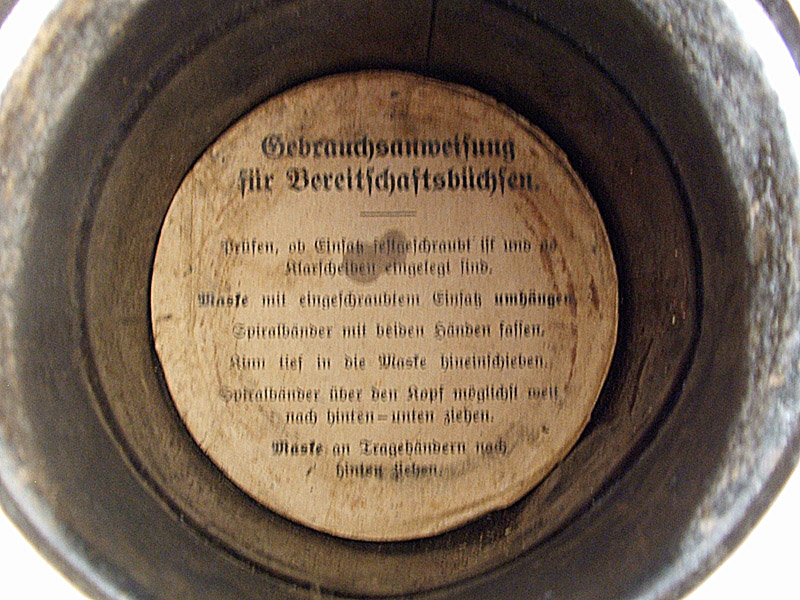 Gebrauchsanweisung
für Bereitschaftsbüchsen.
Prüfen, ob Einsatz festgeschraubt ist und ob
Klarscheiben eingelegt sind.
Maske mit eingeschraubtem Einsatz umhängen.
Spiralbänder mit beiden Händen fassen.
Kinn tief in die Maske hineinschieben.
Spiralbänder über den Kopf möglichst weit
nach hinten=unten ziehen.
Maske an Tragebändern nach
hinten ziehen.